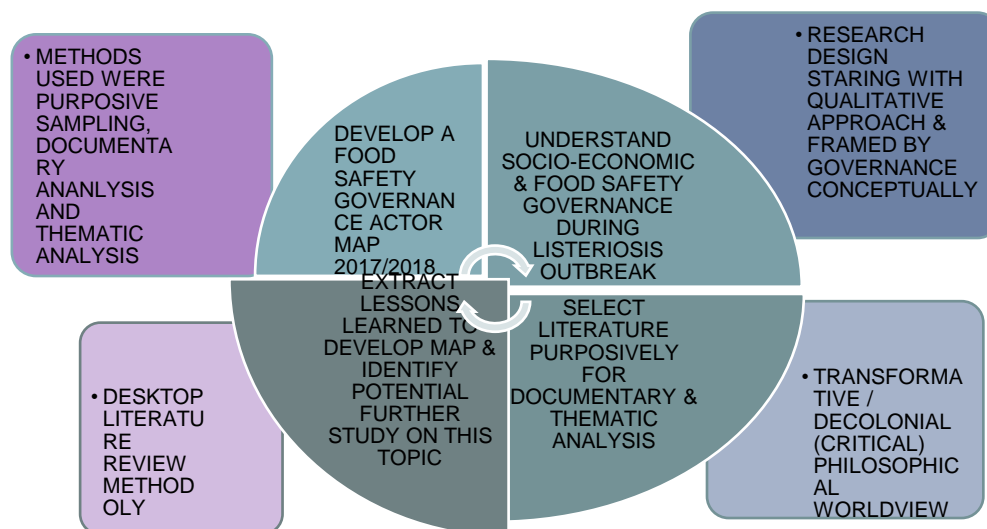 • METHODS
USED WERE
PURPOSIVE
SAMPLING,
DOCUMENTA
RY
ANANLYSIS
AND
THEMATIC
ANALYSIS
DEVELOP A
FOOD
SAFETY
GOVERNAN
CE ACTOR
MAP
2017/2018
UNDERSTAND
SOCIO-ECONOMIC
& FOOD SAFETY
GOVERNANCE
DURING
LISTERIOSIS
OUTBREAK
• RESEARCH
DESIGN
STARING WITH
QUALITATIVE
APPROACH &
FRAMED BY
GOVERNANCE
CONCEPTUALLY
• DESKTOP
LITERATU
RE
REVIEW
METHOD
OLY
EXTRACT
LESSONS
LEARNED TO
DEVELOP MAP &
IDENTIFY
POTENTIAL
FURTHER
STUDY ON THIS
TOPIC
SELECT
LITERATURE
PURPOSIVELY
FOR
DOCUMENTARY &
THEMATIC
ANALYSIS
• TRANSFORMA
TIVE /
DECOLONIAL
(CRITICAL)
PHILOSOPHIC
AL
WORLDVIEW